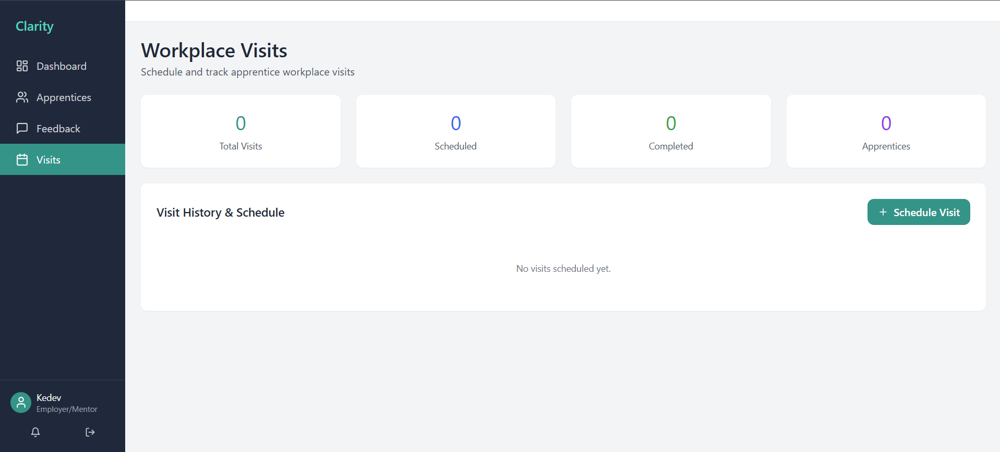 Clarity
Dashboard
Apprentices
Feedback
Visits
Kedev
Employer/Mentor
Workplace Visits
Schedule and track apprentice workplace visits
0
Total Visits
0
Scheduled
0
Completed
0
Apprentices
Visit History & Schedule
+ Schedule Visit
No visits scheduled yet.